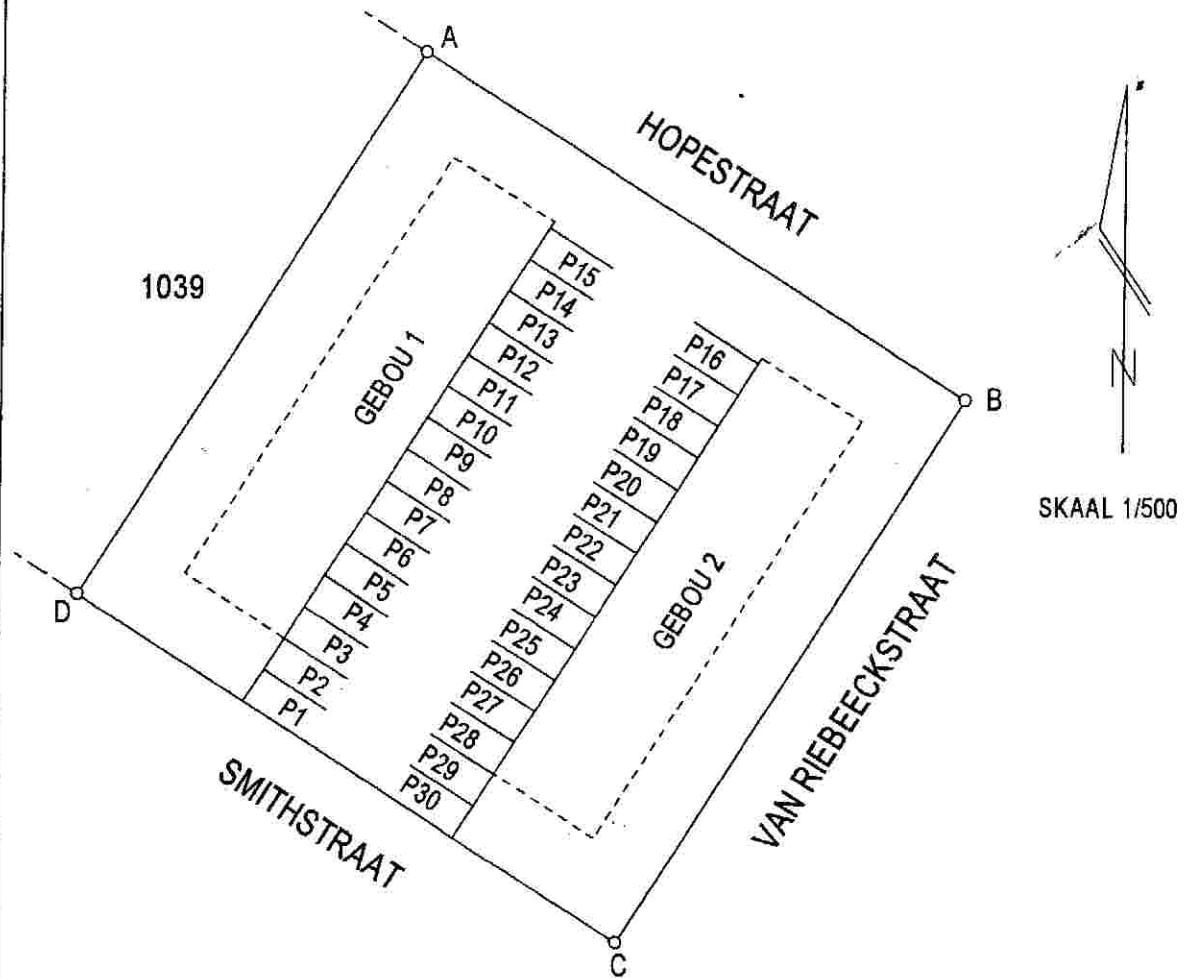 A
HOPESTRAAT
1039
GEBOU 1
P15
P14
P13
P12
P11
P10
P9
P8
P7
P6
P5
P4
P3
P2
P1
P16
P17
P18
P19
P20
P21
P22
P23
P24
P25
P26
P27
P28
P29
P30
GEBOU 2
B
N
SKAAL 1/500
VAN RIEBEECKSTRAAT
D
SMITHSTRAAT
C